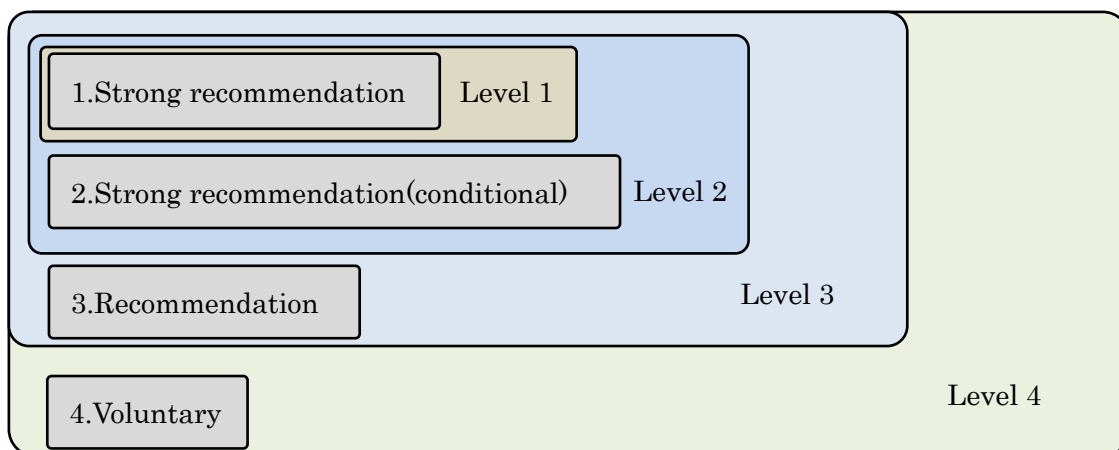 1.Strong recommendation
Level 1
2.Strong recommendation(conditional)
Level 2
3.Recommendation
Level 3
4.Voluntary
Level 4